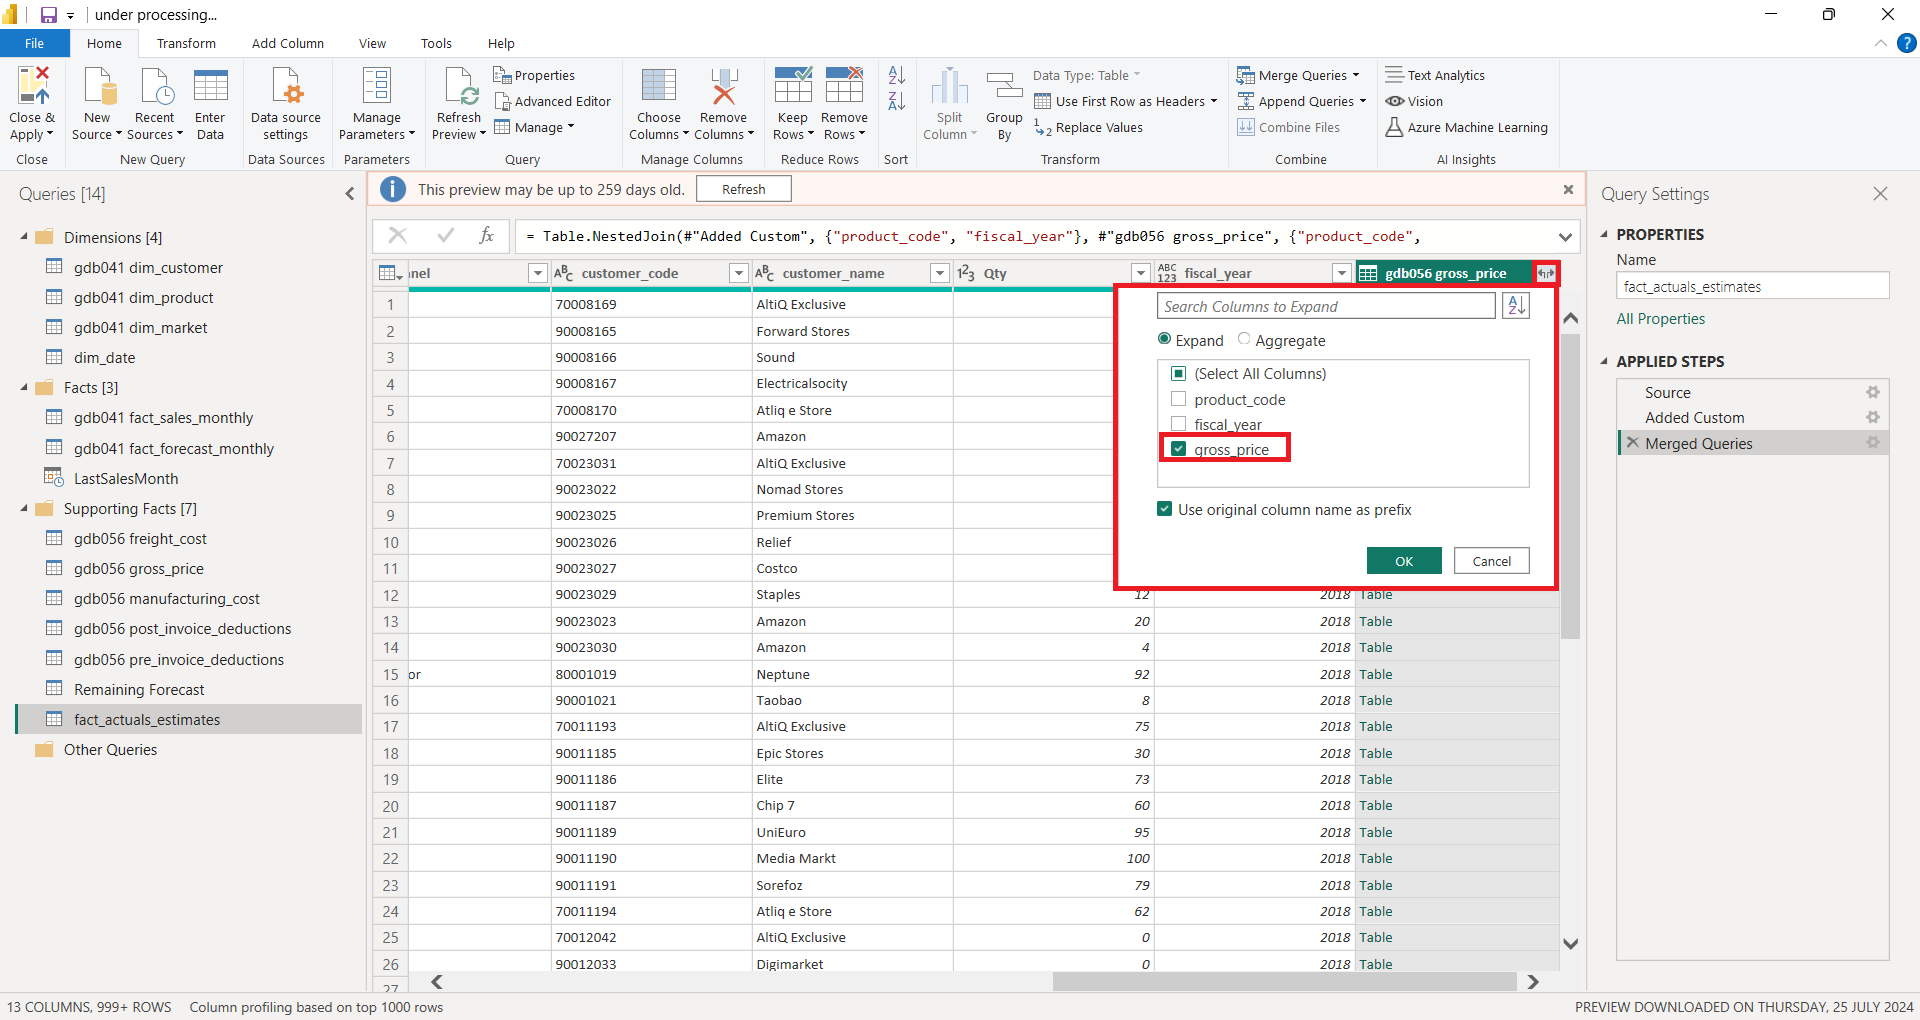 under processing...
File
Home
Transform
Add Column
View
Tools
Help
?
Close & Apply
New Source
Recent Sources
Enter Data
Data source settings
Manage Parameters
Refresh Preview
Properties
Advanced Editor
Manage
Choose Columns
Remove Columns
Keep Rows
Remove Rows
A Z
Z A
Split Column
Group By
Data Type: Table
Use First Row as Headers
1 2 Replace Values
Merge Queries
Append Queries
Combine Files
Text Analytics
Vision
Azure Machine Learning
Close
New Query
Data Sources
Parameters
Query
Manage Columns
Reduce Rows
Sort
Transform
Combine
AI Insights
Queries [14]
Dimensions [4]
gdb041 dim_customer
gdb041 dim_product
gdb041 dim_market
dim_date
Facts [3]
gdb041 fact_sales_monthly
gdb041 fact_forecast_monthly
LastSalesMonth
Supporting Facts [7]
gdb056 freight_cost
gdb056 gross_price
gdb056 manufacturing_cost
gdb056 post_invoice_deductions
gdb056 pre_invoice_deductions
Remaining Forecast
fact_actuals_estimates
Other Queries
i This preview may be up to 259 days old. Refresh
fx = Table.NestedJoin(#"Added Custom", {"product_code", "fiscal_year"}, #"gdb056 gross_price", {"product_code",
nel ABC customer_code ABC customer_name 123 Qty ABC 123 fiscal_year gdb056 gross_price
1 70008169 AltiQ Exclusive
2 90008165 Forward Stores
3 90008166 Sound
4 90008167 Electricalsocity
5 70008170 Atliq e Store
6 90027207 Amazon
7 70023031 AltiQ Exclusive
8 90023022 Nomad Stores
9 90023025 Premium Stores
10 90023026 Relief
11 90023027 Costco
12 90023029 Staples 12 2018 Table
13 90023023 Amazon 20 2018 Table
14 90023030 Amazon 4 2018 Table
15 or 80001019 Neptune 92 2018 Table
16 90001021 Taobao 8 2018 Table
17 70011193 AltiQ Exclusive 75 2018 Table
18 90011185 Epic Stores 30 2018 Table
19 90011186 Elite 73 2018 Table
20 90011187 Chip 7 60 2018 Table
21 90011189 UniEuro 95 2018 Table
22 90011190 Media Markt 100 2018 Table
23 90011191 Sorefoz 79 2018 Table
24 70011194 Atliq e Store 62 2018 Table
25 70012042 AltiQ Exclusive 0 2018 Table
26 90012033 Digimarket 0 2018 Table
27
Search Columns to Expand
A Z
Expand Aggregate
(Select All Columns)
product_code
fiscal_year
gross_price
Use original column name as prefix
OK Cancel
Query Settings
PROPERTIES
Name
fact_actuals_estimates
All Properties
APPLIED STEPS
Source
Added Custom
Merged Queries
13 COLUMNS, 999+ ROWS Column profiling based on top 1000 rows
PREVIEW DOWNLOADED ON THURSDAY, 25 JULY 2024